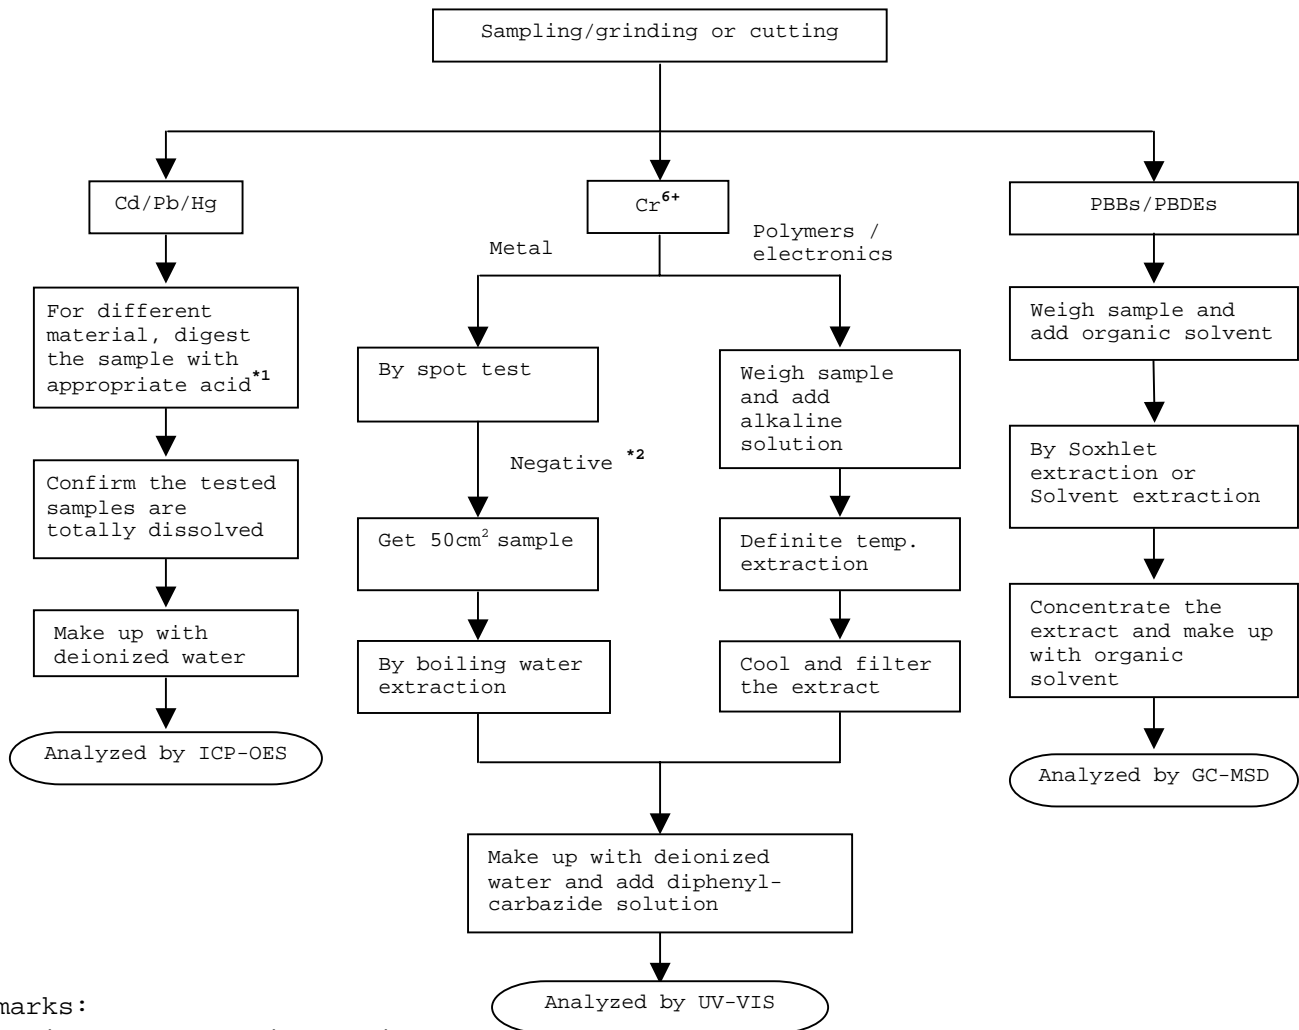 Sampling/grinding or cutting
Cd/Pb/Hg
For different
material, digest
the sample with
appropriate acid*1
Confirm the tested
samples are
totally dissolved
Make up with
deionized water
Analyzed by ICP-OES
Cr6+
Metal
By spot test
Negative *2
Get 50cm2 sample
By boiling water
extraction
Polymers /
electronics
Weigh sample
and add
alkaline
solution
Definite temp.
extraction
Cool and filter
the extract
Make up with deionized
water and add diphenyl-
carbazide solution
Analyzed by UV-VIS
PBBs/PBDEs
Weigh sample and
add organic solvent
By Soxhlet
extraction or
Solvent extraction
Concentrate the
extract and make up
with organic
solvent
Analyzed by GC-MSD
marks: